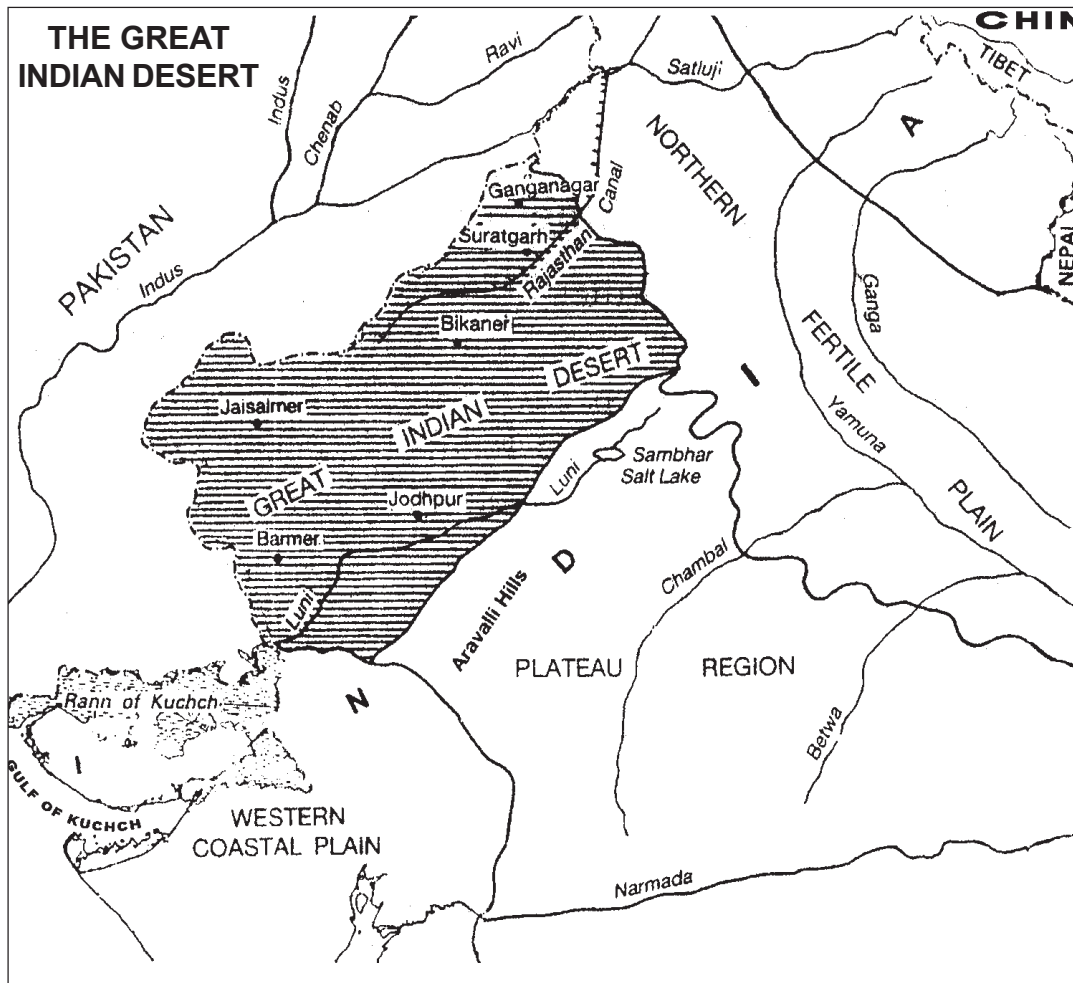 THE GREAT
INDIAN DESERT
CHIN
TIBET
Ravi
Satluji
Indus
Chenab
A
NORTHERN
Ganganagar
Canal
Suratgarh
Rajasthan
PAKISTAN
Indus
NEPAL
Ganga
Bikaner
FERTILE
DESERT
I
Jaisalmer
INDIAN
Yamuna
Sambhar
Salt Lake
Luni
GREAT
Jodhpur
PLAIN
Barmer
D
Chambal
Luni
Aravalli Hills
PLATEAU
REGION
Rann of Kuchch
N
Betwa
I
GULF OF KUCHCH
WESTERN
COASTAL PLAIN
Narmada